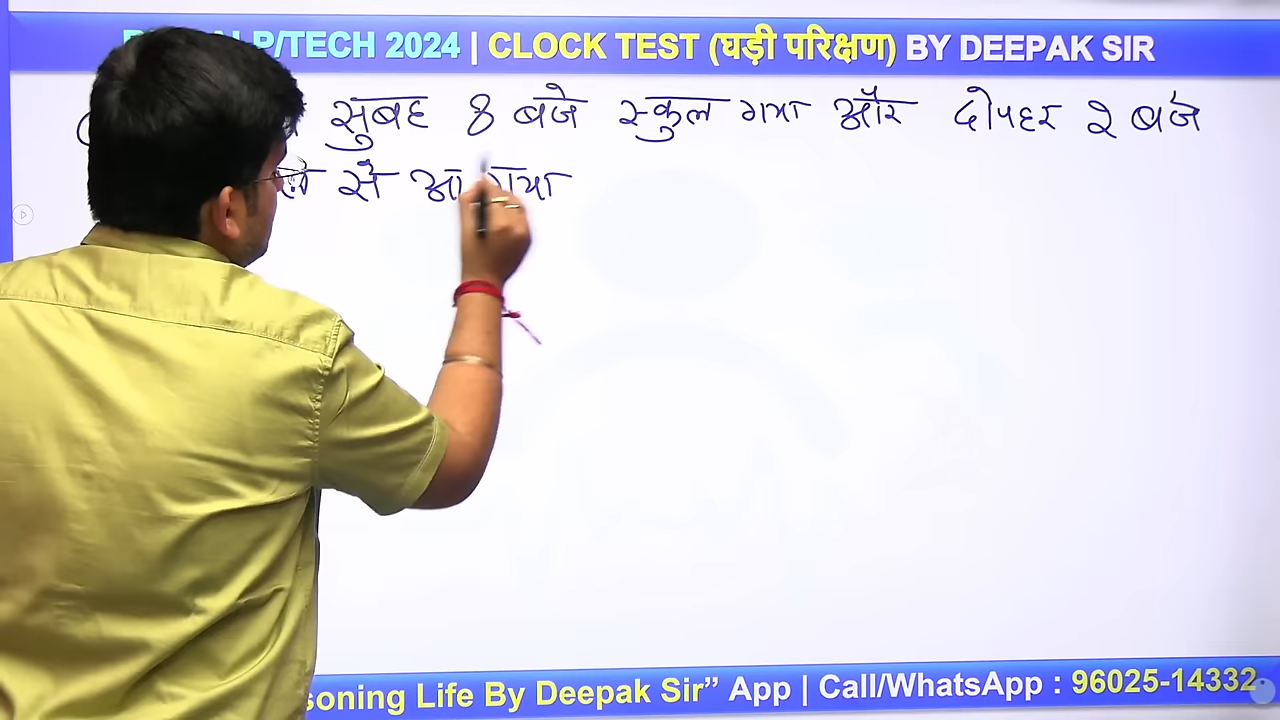 P/TECH 2024 | CLOCK TEST (घड़ी परिक्षण) BY DEEPAK SIR
सुबह 8 बजे स्कुल गया और दोपहर 2 बजे
से आ गया
soning Life By Deepak Sir” App | Call/WhatsApp : 96025-14332